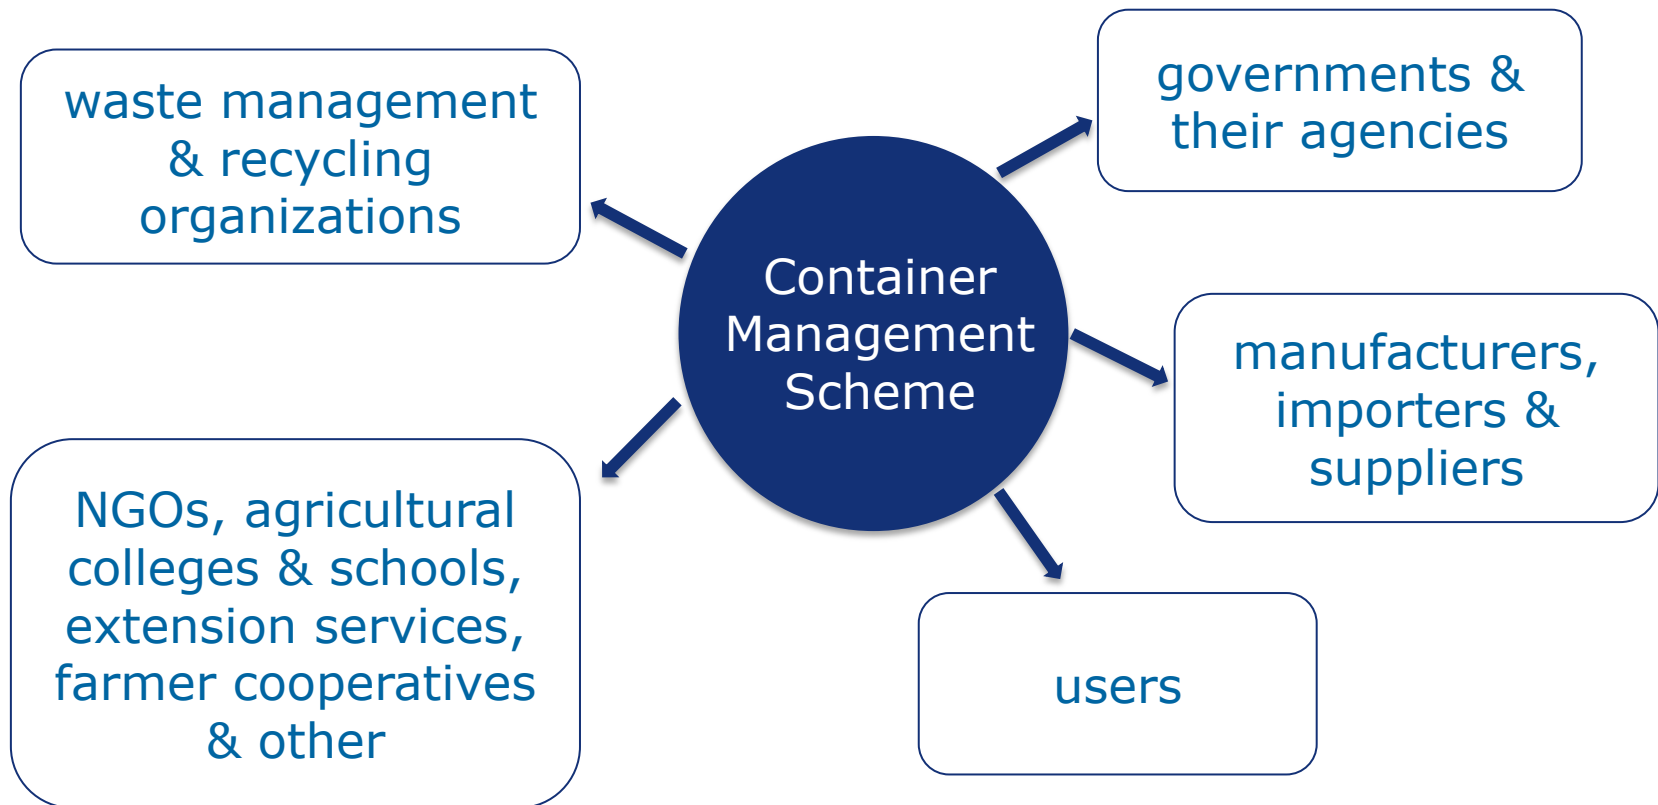 waste management
& recycling
organizations
governments &
their agencies
Container
Management
Scheme
manufacturers,
importers &
suppliers
NGOs, agricultural
colleges & schools,
extension services,
farmer cooperatives
& other
users